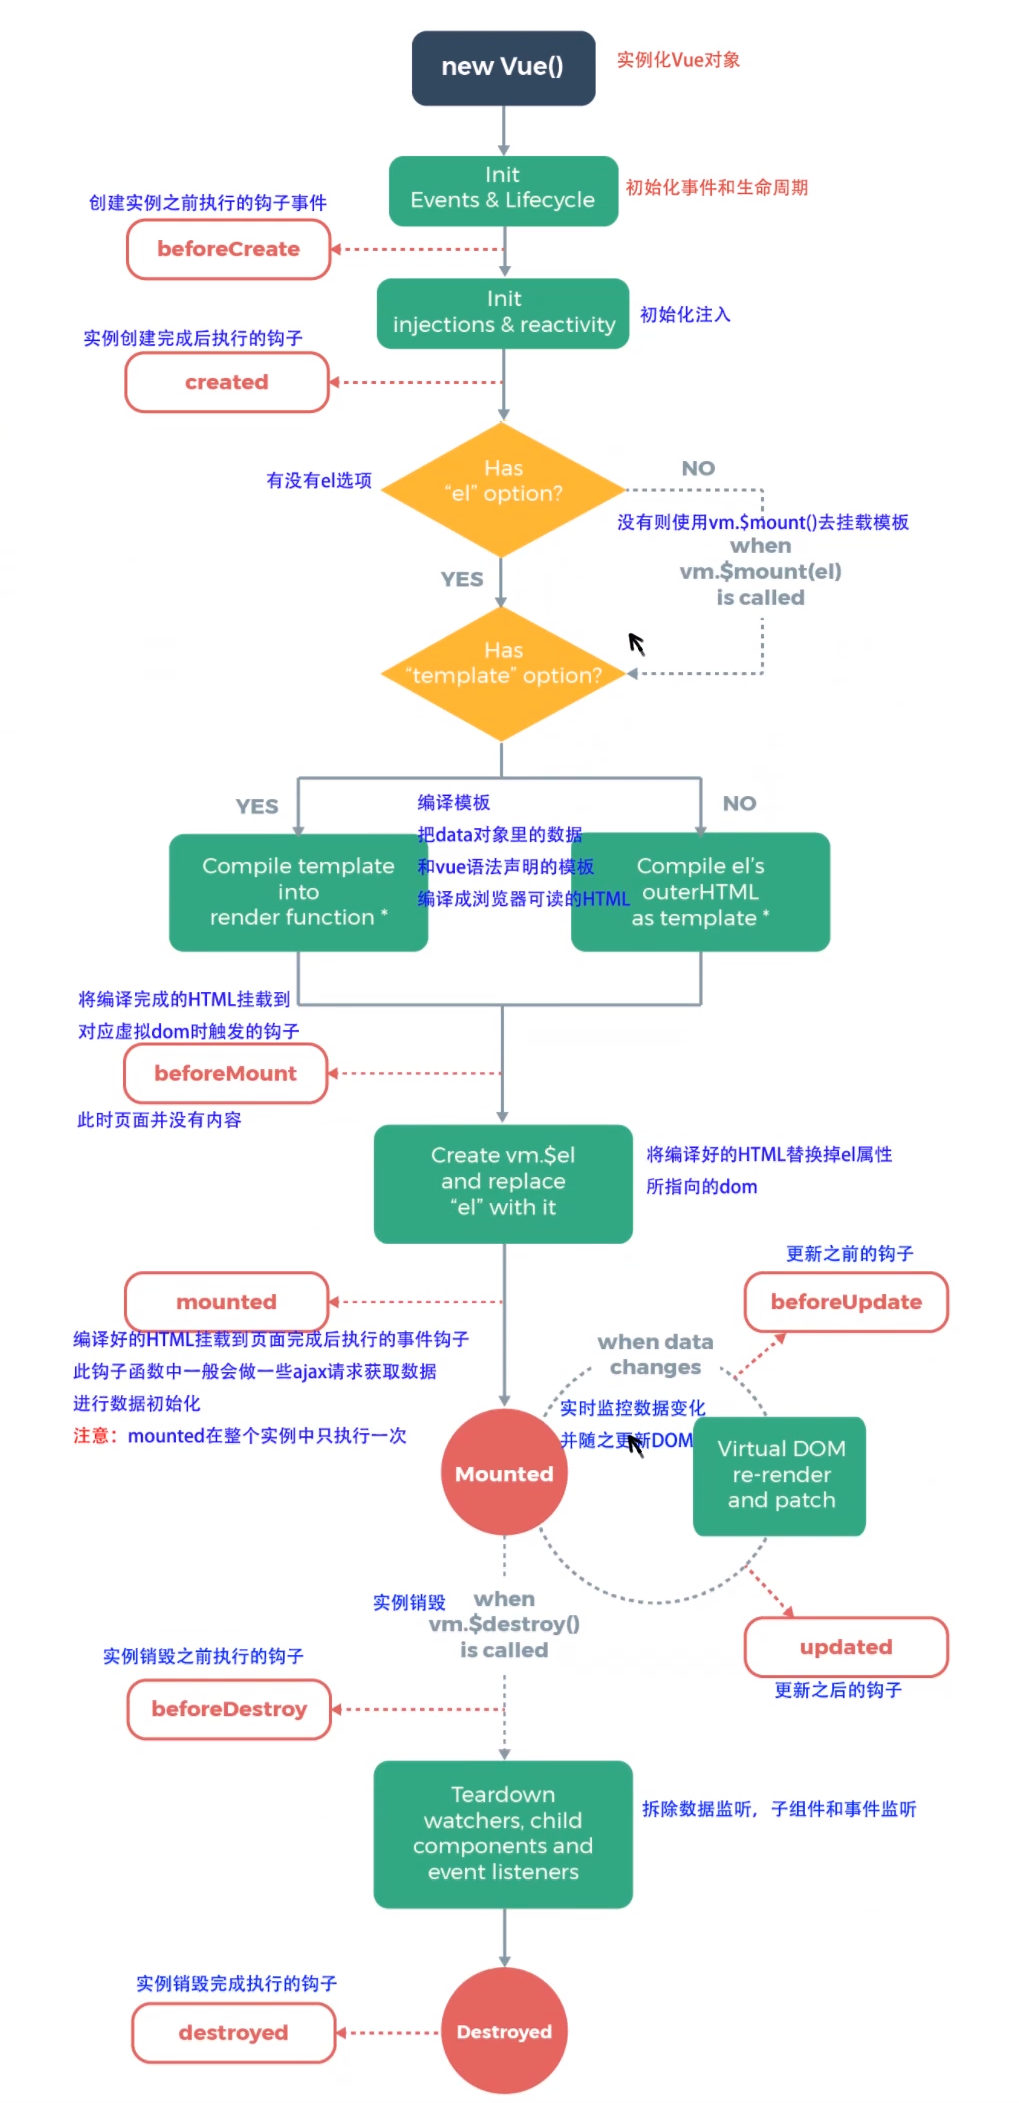 new Vue()
实例化Vue对象
Init
Events & Lifecycle
初始化事件和生命周期
创建实例之前执行的钩子事件
beforeCreate
Init
injections & reactivity
初始化注入
实例创建完成后执行的钩子
created
Has
“el” option?
有没有el选项
NO
没有则使用vm.$mount()去挂载模板
when
vm.$mount(el)
is called
YES
Has
“template” option?
YES
NO
编译模板
把data对象里的数据
和vue语法声明的模板
编译成浏览器可读的HTML
Compile template
into
render function *
Compile el’s
outerHTML
as template *
将编译完成的HTML挂载到
对应虚拟dom时触发的钩子
beforeMount
此时页面并没有内容
Create vm.$el
and replace
“el” with it
将编译好的HTML替换掉el属性
所指向的dom
mounted
编译好的HTML挂载到页面完成后执行的事件钩子
此钩子函数中一般会做一些ajax请求获取数据
进行数据初始化
注意：mounted在整个实例中只执行一次
更新之前的钩子
beforeUpdate
when data
changes
实时监控数据变化
并随之更新DOM
Mounted
Virtual DOM
re-render
and patch
updated
更新之后的钩子
实例销毁
when
vm.$destroy()
is called
实例销毁之前执行的钩子
beforeDestroy
Teardown
watchers, child
components and
event listeners
拆除数据监听，子组件和事件监听
实例销毁完成执行的钩子
destroyed
Destroyed